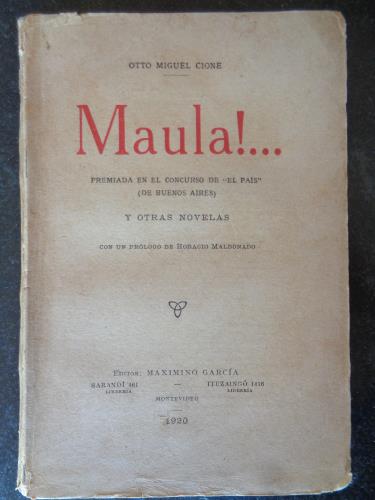 OTTO MIGUEL CIONE
Maula!...
PREMIADA EN EL CONCURSO DE "EL PAÍS"
(DE BUENOS AIRES)
Y OTRAS NOVELAS
CON UN PRÓLOGO DE HORACIO MALDONADO
EDITOR: MAXIMINO GARCÍA
SARANDÍ 461 — ITUZAINGÓ 1416
LIBRERÍA LIBRERÍA
MONTEVIDEO
1920